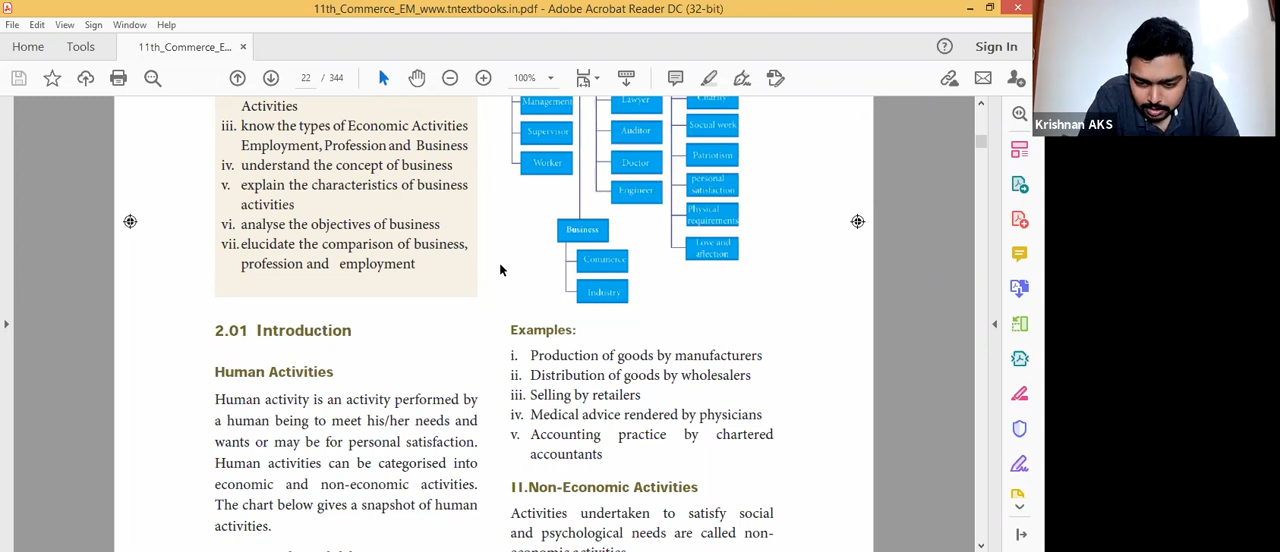 11th_Commerce_EM_www.tntextbooks.in.pdf - Adobe Acrobat Reader DC (32-bit)
File Edit View Sign Window Help
Home Tools 11th_Commerce_E... × Sign In
22 / 344 100%
Krishnan AKS
Activities
iii. know the types of Economic Activities
Employment, Profession and Business
iv. understand the concept of business
v. explain the characteristics of business
activities
vi. analyse the objectives of business
vii. elucidate the comparison of business,
profession and employment
Management
Supervisor
Worker
Lawyer
Auditor
Doctor
Engineer
Charity
Socual work
Patriotism
personal
satisfaction
Physical
requirements
Love and
affection
Business
Commerce
Industry
2.01 Introduction
Human Activities
Human activity is an activity performed by
a human being to meet his/her needs and
wants or may be for personal satisfaction.
Human activities can be categorised into
economic and non-economic activities.
The chart below gives a snapshot of human
activities.
Examples:
i. Production of goods by manufacturers
ii. Distribution of goods by wholesalers
iii. Selling by retailers
iv. Medical advice rendered by physicians
v. Accounting practice by chartered
accountants
II.Non-Economic Activities
Activities undertaken to satisfy social
and psychological needs are called non-
economic activities.